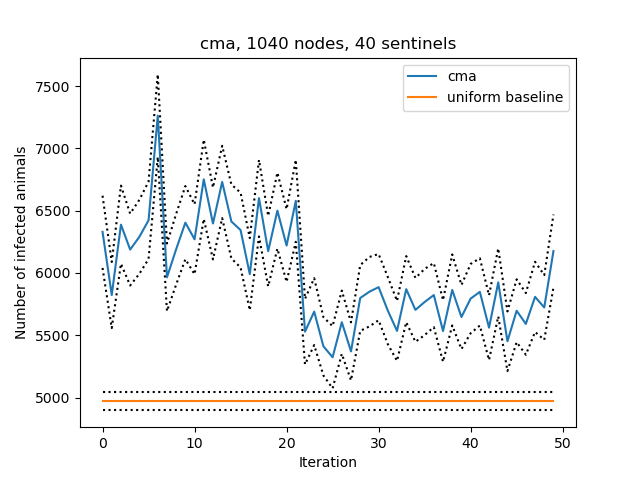 cma, 1040 nodes, 40 sentinels
cma
uniform baseline
Number of infected animals
7500
7000
6500
6000
5500
5000
0 10 20 30 40 50
Iteration